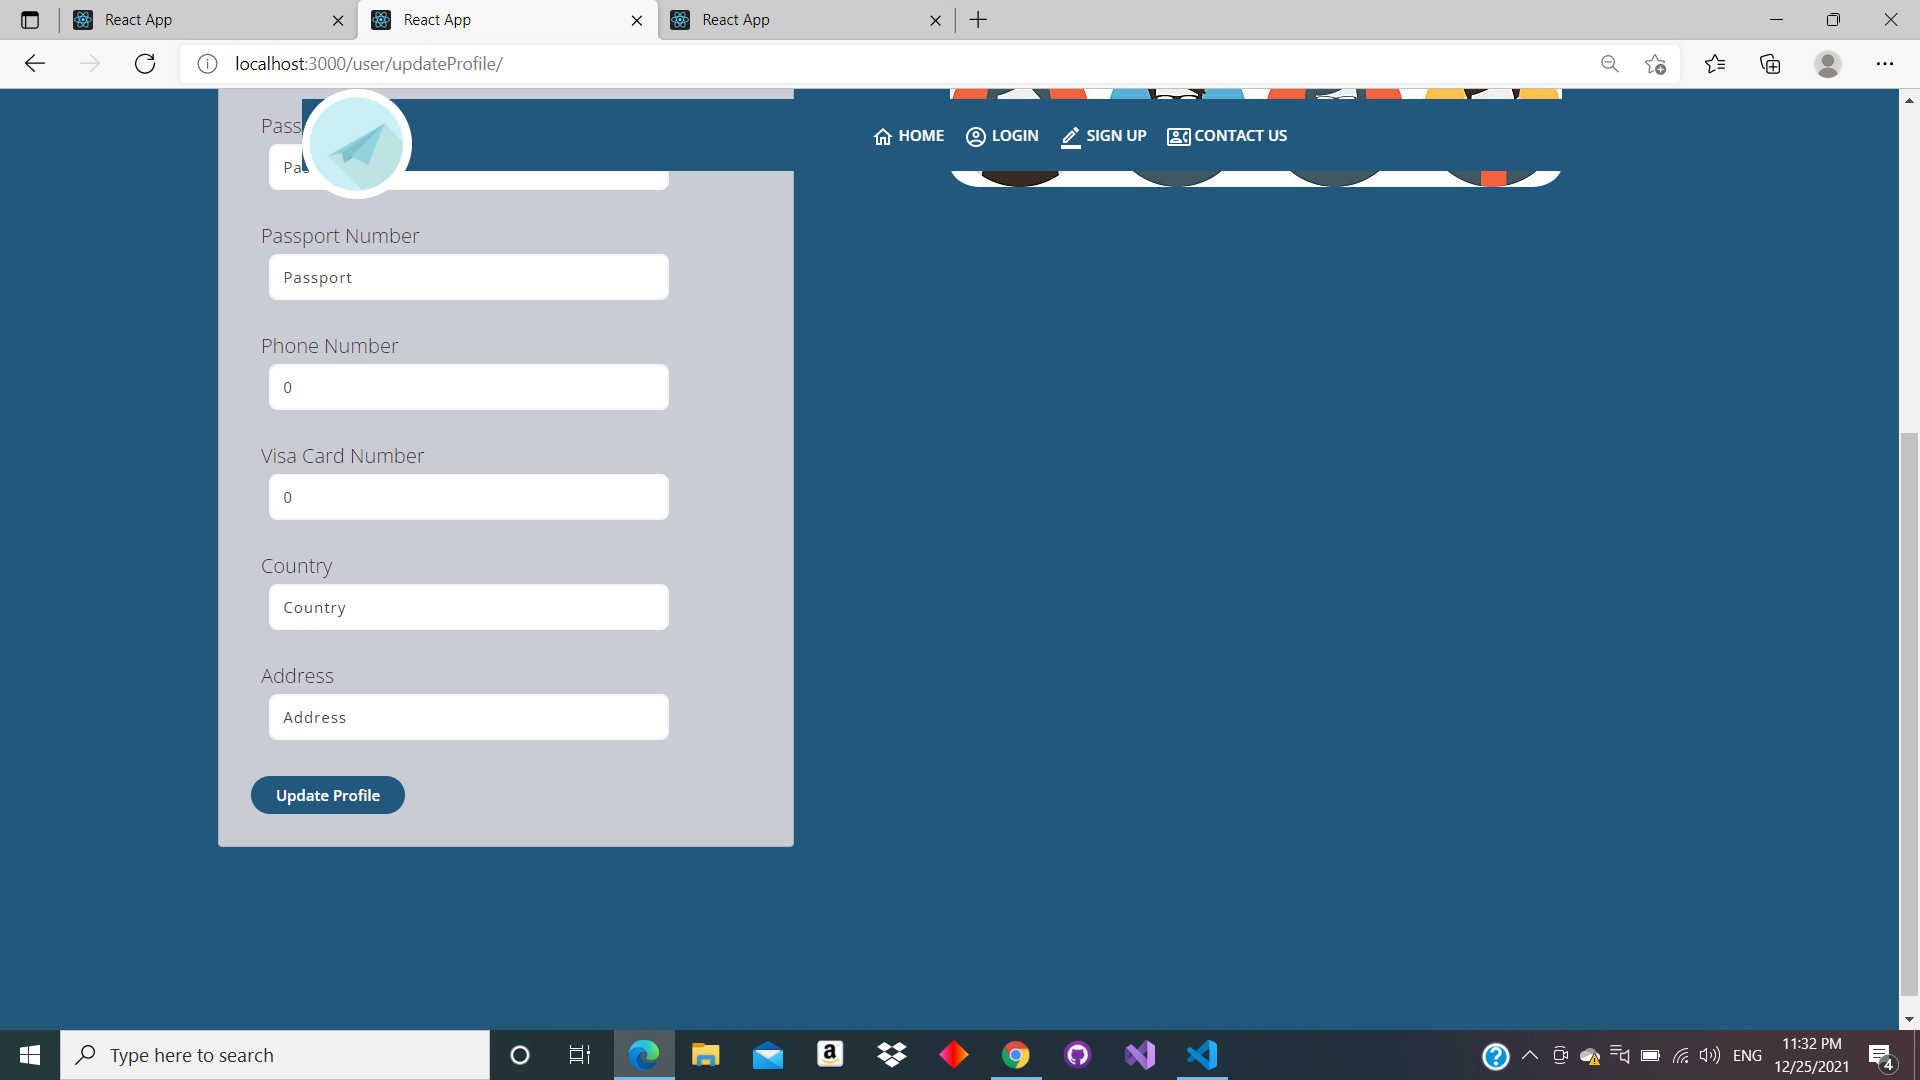 React App
React App
React App
localhost:3000/user/updateProfile/
HOME
LOGIN
SIGN UP
CONTACT US
Pass
Pas
Passport Number
Passport
Phone Number
0
Visa Card Number
0
Country
Country
Address
Address
Update Profile
Type here to search
a
ENG
11:32 PM
12/25/2021
4